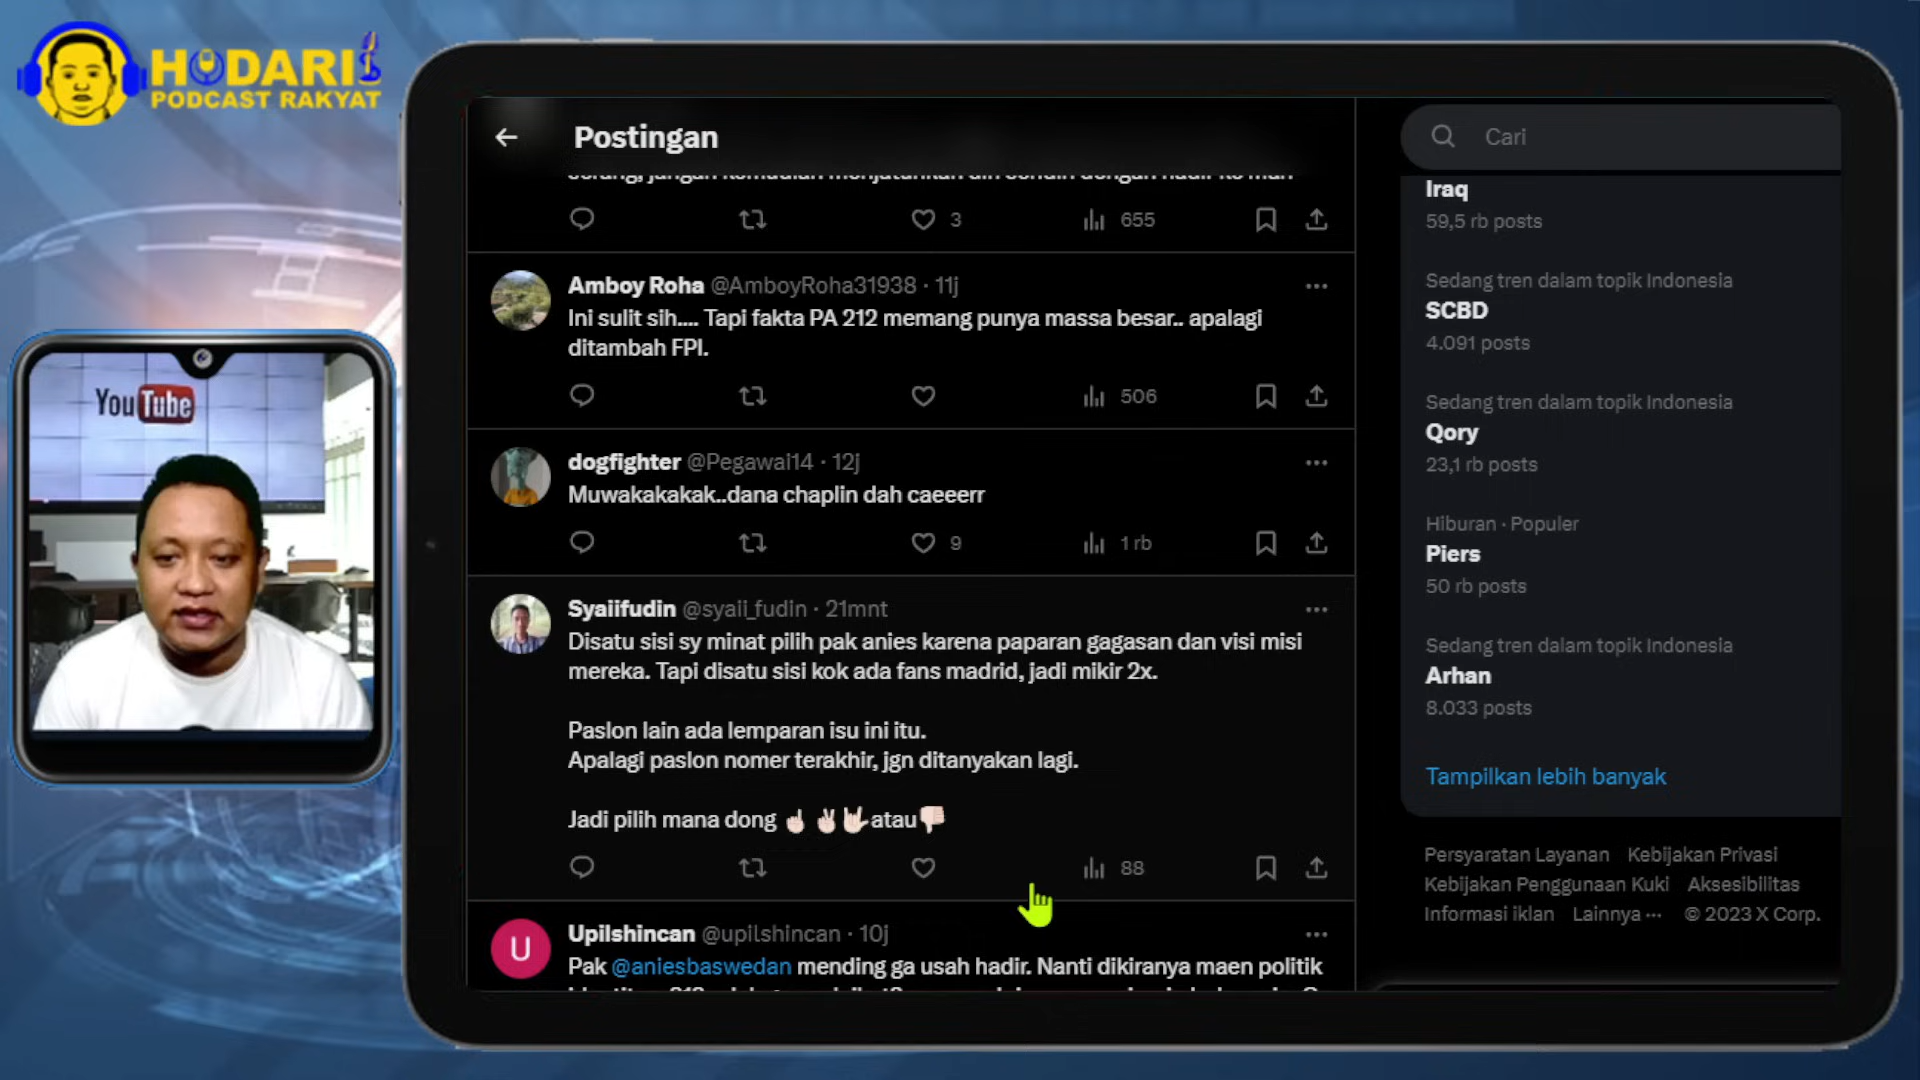 HODARI
PODCAST RAKYAT
YouTube
Postingan
Cari
3
655
Amboy Roha @AmboyRoha31938 · 11j
Ini sulit sih.... Tapi fakta PA 212 memang punya massa besar.. apalagi
ditambah FPI.
506
dogfighter @Pegawai14 · 12j
Muwakakakak..dana chaplin dah caeeerr
9
1 rb
Syaiifudin @syaii_fudin · 21mnt
Disatu sisi sy minat pilih pak anies karena paparan gagasan dan visi misi
mereka. Tapi disatu sisi kok ada fans madrid, jadi mikir 2x.
Paslon lain ada lemparan isu ini itu.
Apalagi paslon nomer terakhir, jgn ditanyakan lagi.
Jadi pilih mana dong ☝🏻 ✌🏻🤟🏻atau👎🏻
88
U
Upilshincan @upilshincan · 10j
Pak @aniesbaswedan mending ga usah hadir. Nanti dikiranya maen politik
Iraq
59,5 rb posts
Sedang tren dalam topik Indonesia
SCBD
4.091 posts
Sedang tren dalam topik Indonesia
Qory
23,1 rb posts
Hiburan · Populer
Piers
50 rb posts
Sedang tren dalam topik Indonesia
Arhan
8.033 posts
Tampilkan lebih banyak
Persyaratan Layanan Kebijakan Privasi
Kebijakan Penggunaan Kuki Aksesibilitas
Informasi iklan Lainnya ··· © 2023 X Corp.